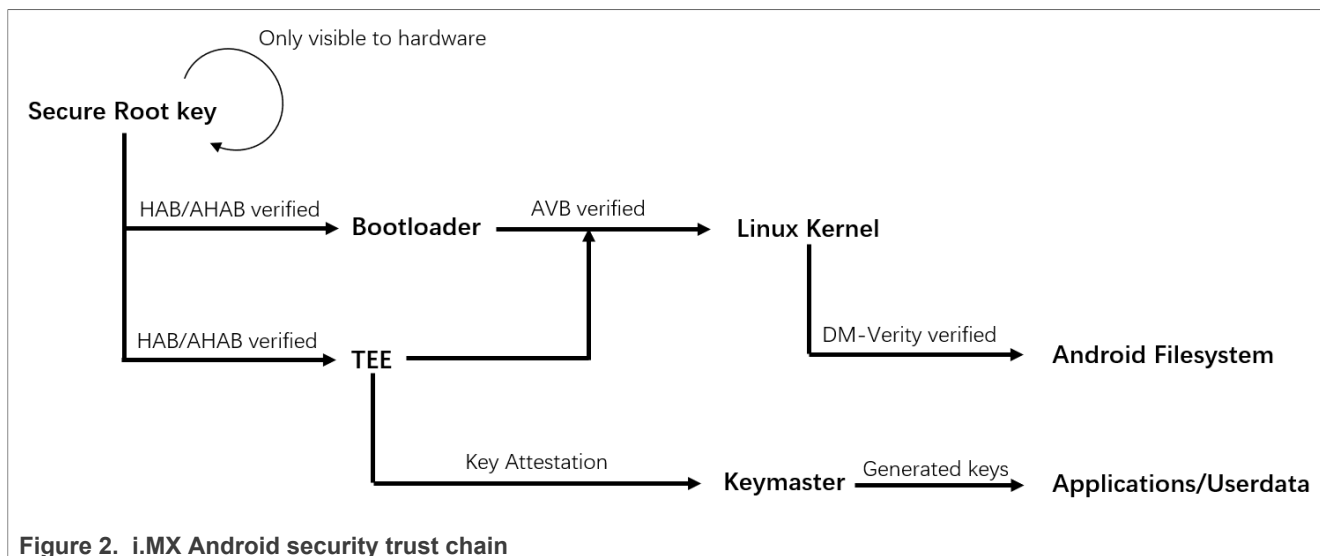 Only visible to hardware
Secure Root key
HAB/AHAB verified
Bootloader
AVB verified
Linux Kernel
HAB/AHAB verified
TEE
DM-Verity verified
Android Filesystem
Key Attestation
Keymaster
Generated keys
Applications/Userdata
Figure 2. i.MX Android security trust chain